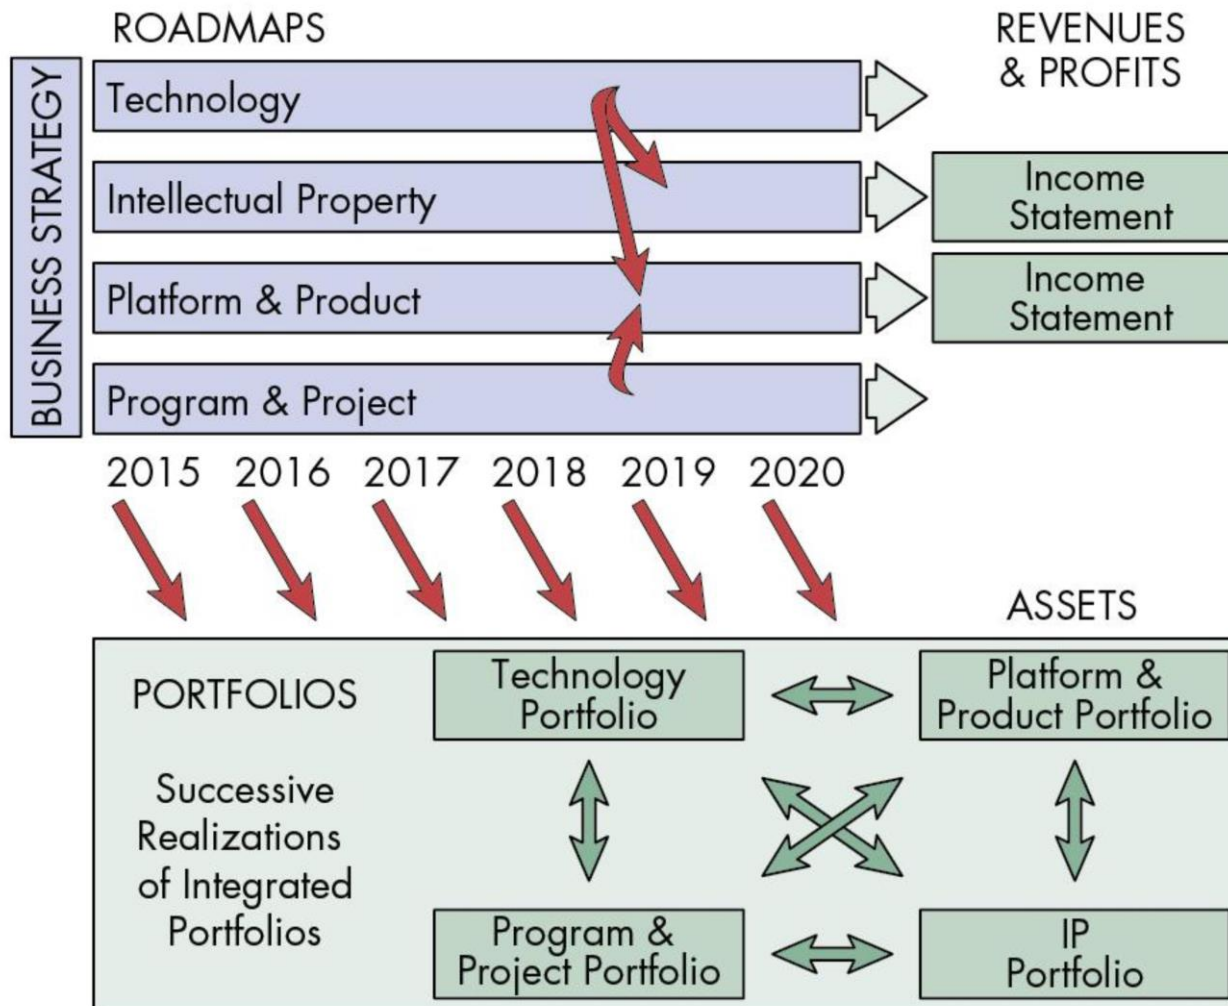 ROADMAPS
REVENUES
& PROFITS
BUSINESS STRATEGY
Technology
Intellectual Property
Income
Statement
Platform & Product
Income
Statement
Program & Project
2015 2016 2017 2018 2019 2020
ASSETS
PORTFOLIOS
Successive
Realizations
of Integrated
Portfolios
Technology
Portfolio
Platform &
Product Portfolio
Program &
Project Portfolio
IP
Portfolio